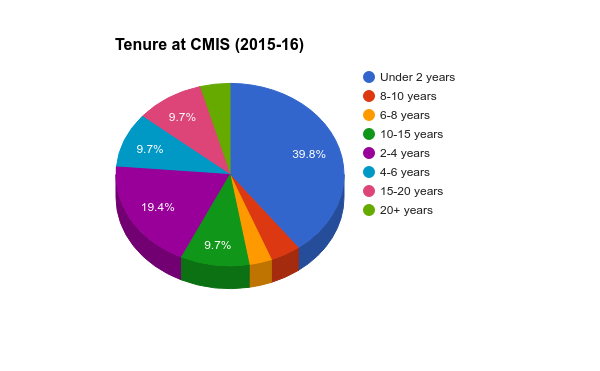 Tenure at CMIS (2015-16)
39.8%
9.7%
19.4%
9.7%
9.7%
Under 2 years
8-10 years
6-8 years
10-15 years
2-4 years
4-6 years
15-20 years
20+ years